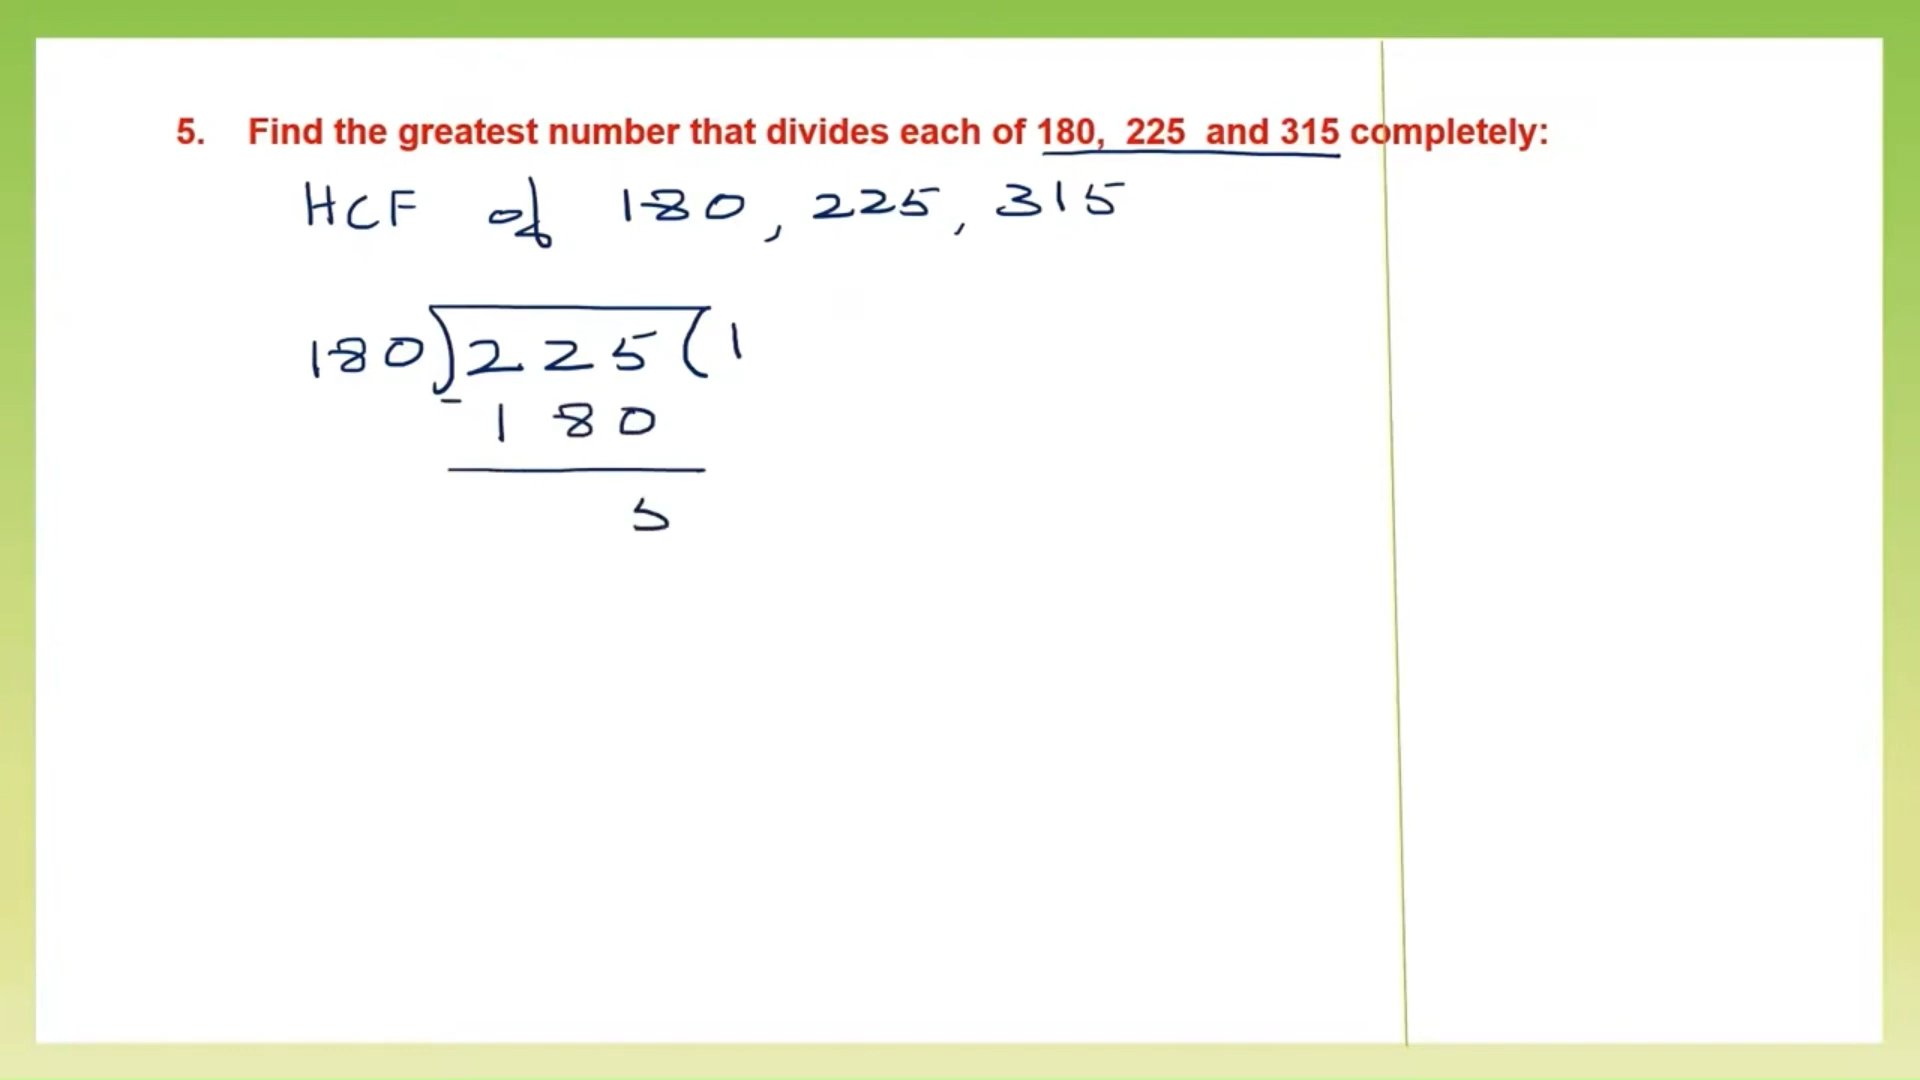 5. Find the greatest number that divides each of 180, 225 and 315 completely:
HCF of 180, 225, 315
180)225(1
- 180
5